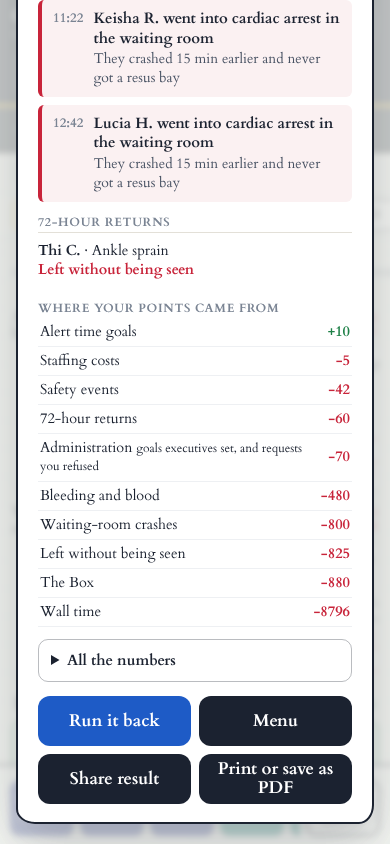 11:22 Keisha R. went into cardiac arrest in
the waiting room
They crashed 15 min earlier and never
got a resus bay
12:42 Lucia H. went into cardiac arrest in
the waiting room
They crashed 15 min earlier and never
got a resus bay
72-HOUR RETURNS
Thi C. · Ankle sprain
Left without being seen
WHERE YOUR POINTS CAME FROM
Alert time goals +10
Staffing costs -5
Safety events -42
72-hour returns -60
Administration goals executives set, and requests
you refused -70
Bleeding and blood -480
Waiting-room crashes -800
Left without being seen -825
The Box -880
Wall time -8796
▶ All the numbers
Run it back
Menu
Share result
Print or save as
PDF